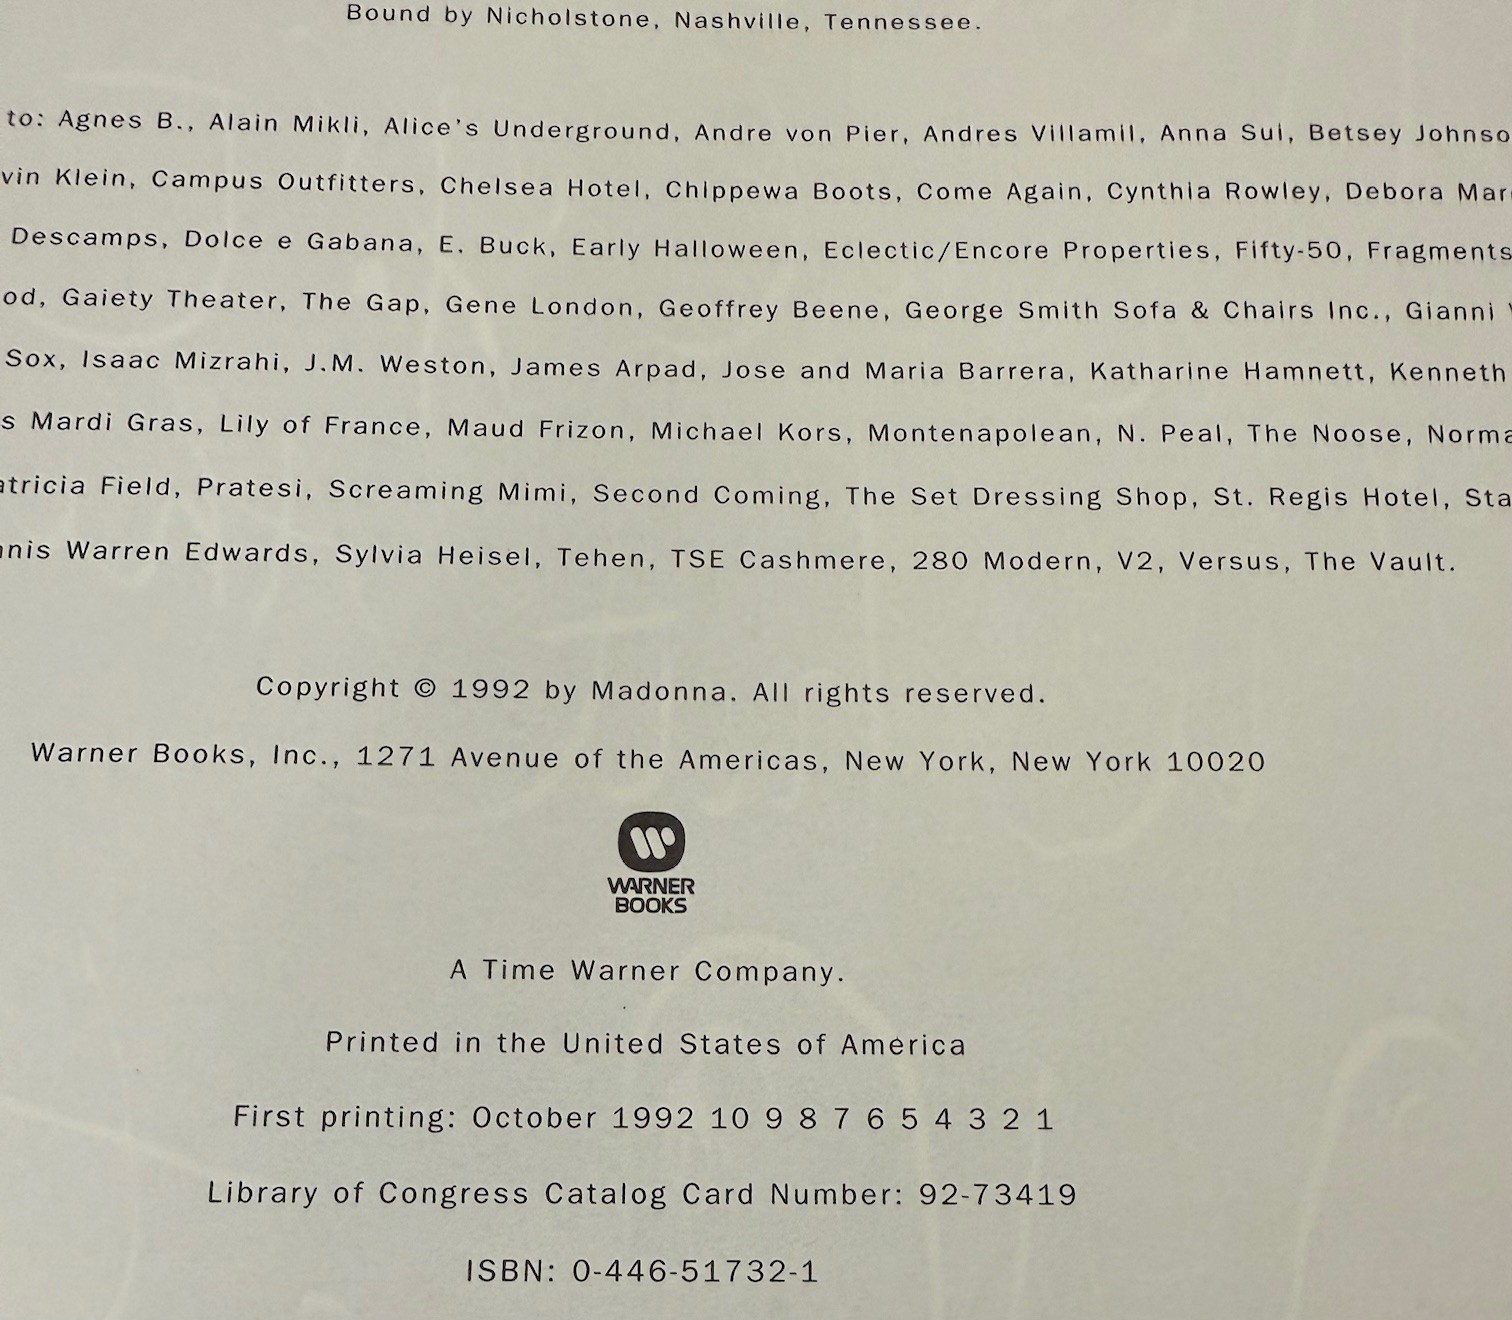 Bound by Nicholstone, Nashville, Tennessee.
to: Agnes B., Alain Mikli, Alice's Underground, Andre von Pier, Andres Villamil, Anna Sui, Betsey Johnso
vin Klein, Campus Outfitters, Chelsea Hotel, Chippewa Boots, Come Again, Cynthia Rowley, Debora Mar
Descamps, Dolce e Gabana, E. Buck, Early Halloween, Eclectic/Encore Properties, Fifty-50, Fragments
od, Gaiety Theater, The Gap, Gene London, Geoffrey Beene, George Smith Sofa & Chairs Inc., Gianni
Sox, Isaac Mizrahi, J.M. Weston, James Arpad, Jose and Maria Barrera, Katharine Hamnett, Kenneth
s Mardi Gras, Lily of France, Maud Frizon, Michael Kors, Montenapolean, N. Peal, The Noose, Norma
atricia Field, Pratesi, Screaming Mimi, Second Coming, The Set Dressing Shop, St. Regis Hotel, Sta
nnis Warren Edwards, Sylvia Heisel, Tehen, TSE Cashmere, 280 Modern, V2, Versus, The Vault.
Copyright © 1992 by Madonna. All rights reserved.
Warner Books, Inc., 1271 Avenue of the Americas, New York, New York 10020
WARNER
BOOKS
A Time Warner Company.
Printed in the United States of America
First printing: October 1992 10 9 8 7 6 5 4 3 2 1
Library of Congress Catalog Card Number: 92-73419
ISBN: 0-446-51732-1